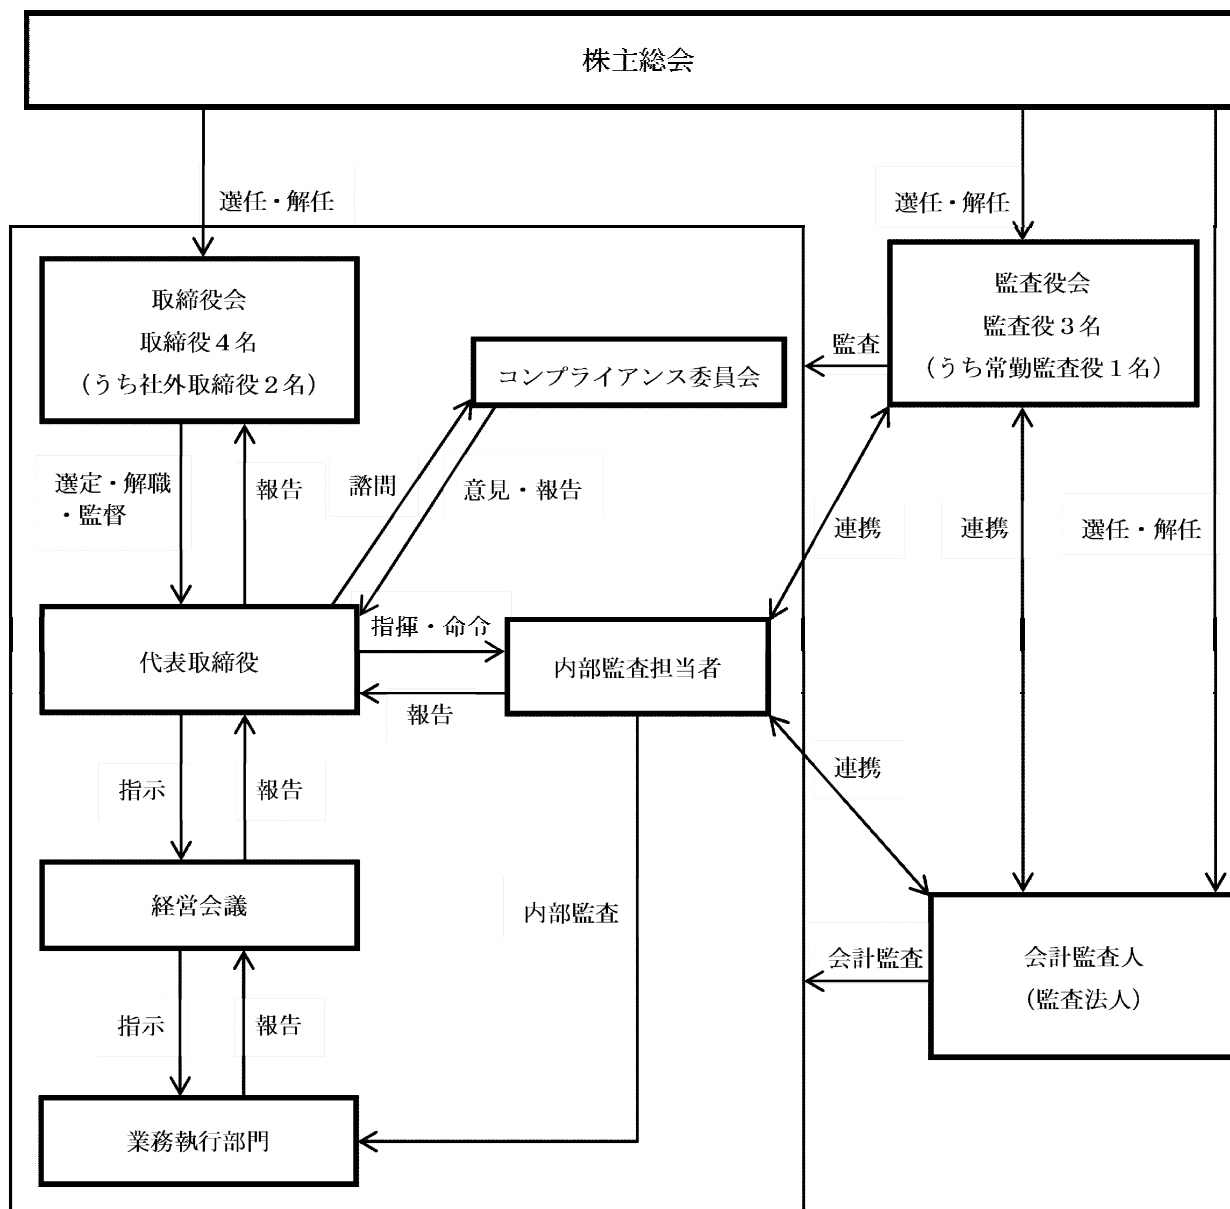 株主総会
選任・解任
選任・解任
取締役会
取締役４名
（うち社外取締役２名）
監査役会
監査役３名
（うち常勤監査役１名）
監査
コンプライアンス委員会
選定・解職
・監督
報告
諮問
意見・報告
連携
連携
選任・解任
指揮・命令
代表取締役
内部監査担当者
報告
指示
報告
連携
経営会議
内部監査
会計監査
会計監査人
（監査法人）
指示
報告
業務執行部門